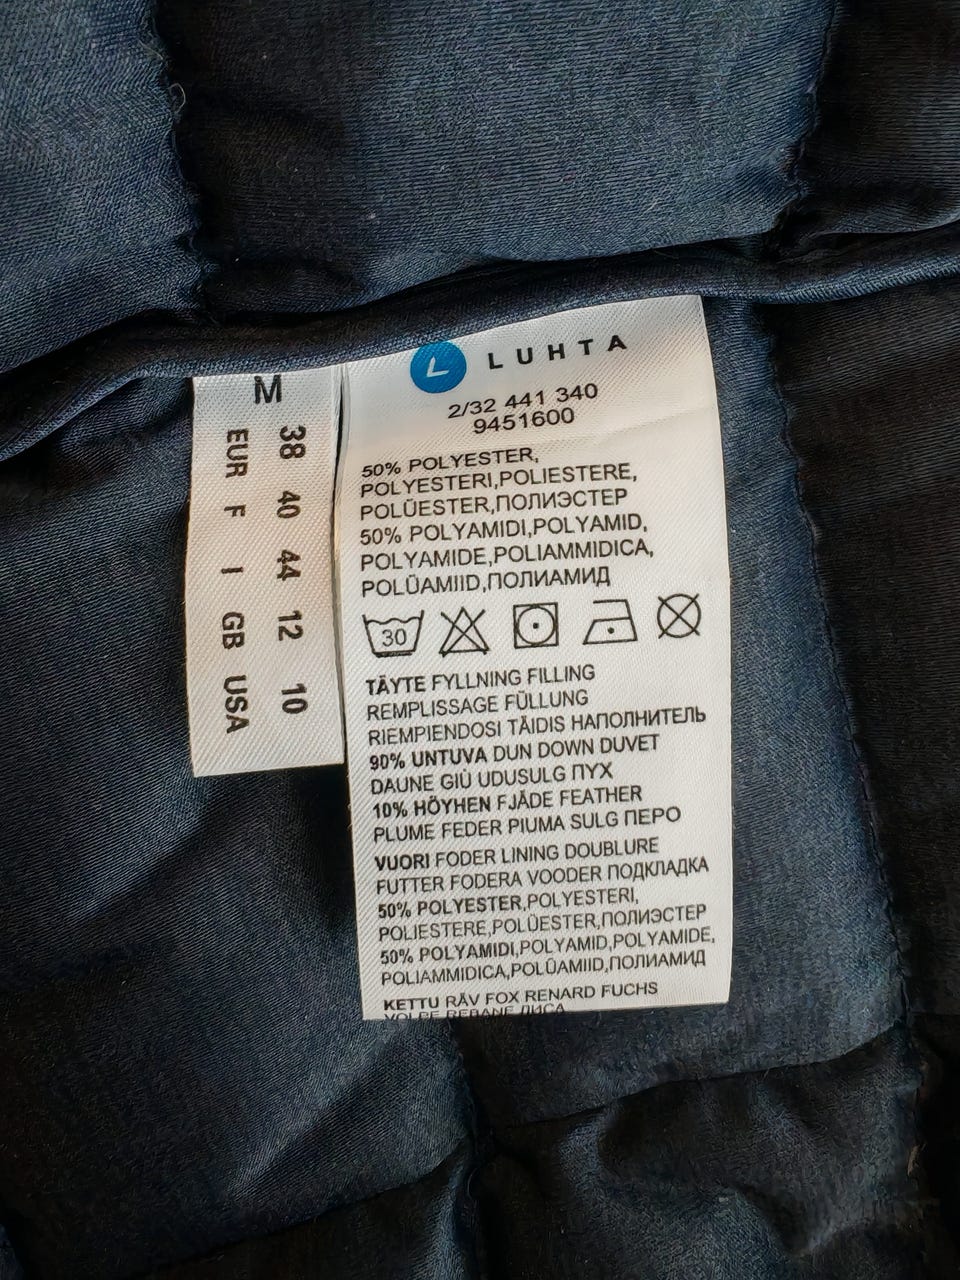 M
38 40 44 12 10
EUR F I GB USA
L LUHTA
2/32 441 340
9451600
50% POLYESTER,
POLYESTERI,POLIESTERE,
POLÜESTER,ПОЛИЭСТЕР
50% POLYAMIDI,POLYAMID,
POLYAMIDE,POLIAMMIDICA,
POLÜAMIID,ПОЛИАМИД
30
TÄYTE FYLLNING FILLING
REMPLISSAGE FÜLLUNG
RIEMPIENDOSI TÄIDIS НАПОЛНИТЕЛЬ
90% UNTUVA DUN DOWN DUVET
DAUNE GIÙ UDUSULG ПУХ
10% HÖYHEN FJÄDE FEATHER
PLUME FEDER PIUMA SULG ПЕРО
VUORI FODER LINING DOUBLURE
FUTTER FODERA VOODER ПОДКЛАДКА
50% POLYESTER,POLYESTERI,
POLIESTERE,POLÜESTER,ПОЛИЭСТЕР
50% POLYAMIDI,POLYAMID,POLYAMIDE,
POLIAMMIDICA,POLÜAMIID,ПОЛИАМИД
KETTU RÄV FOX RENARD FUCHS
VOLPE REBANE ЛИСА